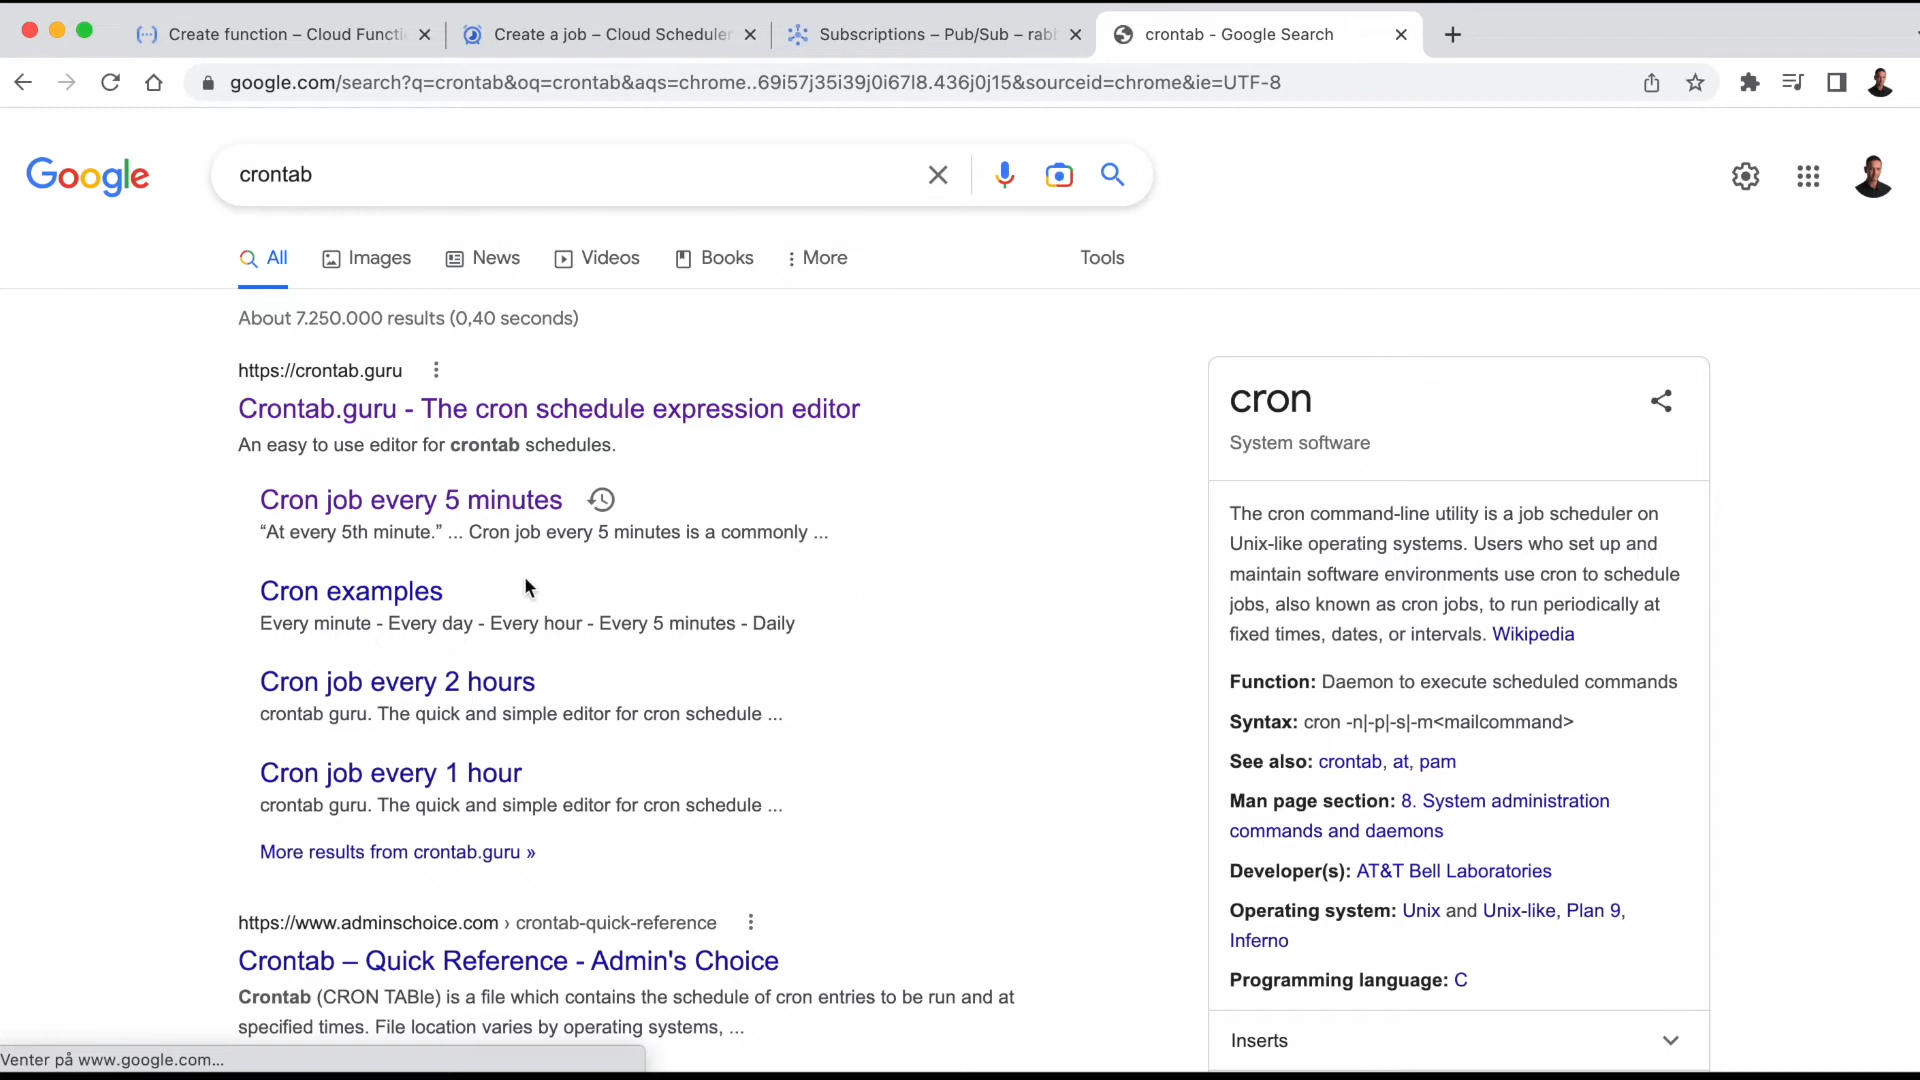 Create function – Cloud Functi
Create a job – Cloud Scheduler
Subscriptions – Pub/Sub – rabb
crontab - Google Search
google.com/search?q=crontab&oq=crontab&aqs=chrome..69i57j35i39j0i67l8.436j0j15&sourceid=chrome&ie=UTF-8
Google
crontab
All
Images
News
Videos
Books
More
Tools
About 7.250.000 results (0,40 seconds)
https://crontab.guru
Crontab.guru - The cron schedule expression editor
An easy to use editor for crontab schedules.
Cron job every 5 minutes
“At every 5th minute.” ... Cron job every 5 minutes is a commonly ...
Cron examples
Every minute - Every day - Every hour - Every 5 minutes - Daily
Cron job every 2 hours
crontab guru. The quick and simple editor for cron schedule ...
Cron job every 1 hour
crontab guru. The quick and simple editor for cron schedule ...
More results from crontab.guru »
https://www.adminschoice.com › crontab-quick-reference
Crontab – Quick Reference - Admin's Choice
Crontab (CRON TABle) is a file which contains the schedule of cron entries to be run and at
specified times. File location varies by operating systems, ...
Venter på www.google.com...
cron
System software
The cron command-line utility is a job scheduler on
Unix-like operating systems. Users who set up and
maintain software environments use cron to schedule
jobs, also known as cron jobs, to run periodically at
fixed times, dates, or intervals. Wikipedia
Function: Daemon to execute scheduled commands
Syntax: cron -n|-p|-s|-m<mailcommand>
See also: crontab, at, pam
Man page section: 8. System administration
commands and daemons
Developer(s): AT&T Bell Laboratories
Operating system: Unix and Unix-like, Plan 9,
Inferno
Programming language: C
Inserts